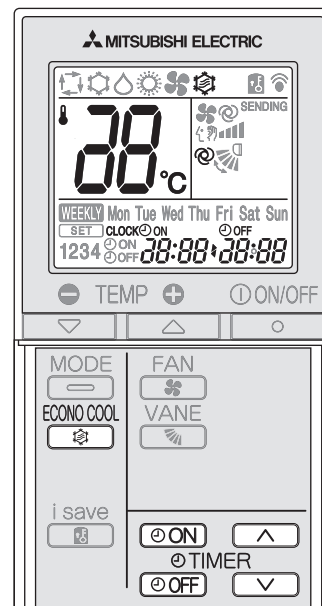 MITSUBISHI ELECTRIC
SENDING
88 °C
WEEKLY Mon Tue Wed Thu Fri Sat Sun
SET CLOCK ON OFF
1234 ON OFF 88:88 88:88
TEMP ON/OFF
MODE FAN
ECONO COOL VANE
i save
ON
TIMER
OFF